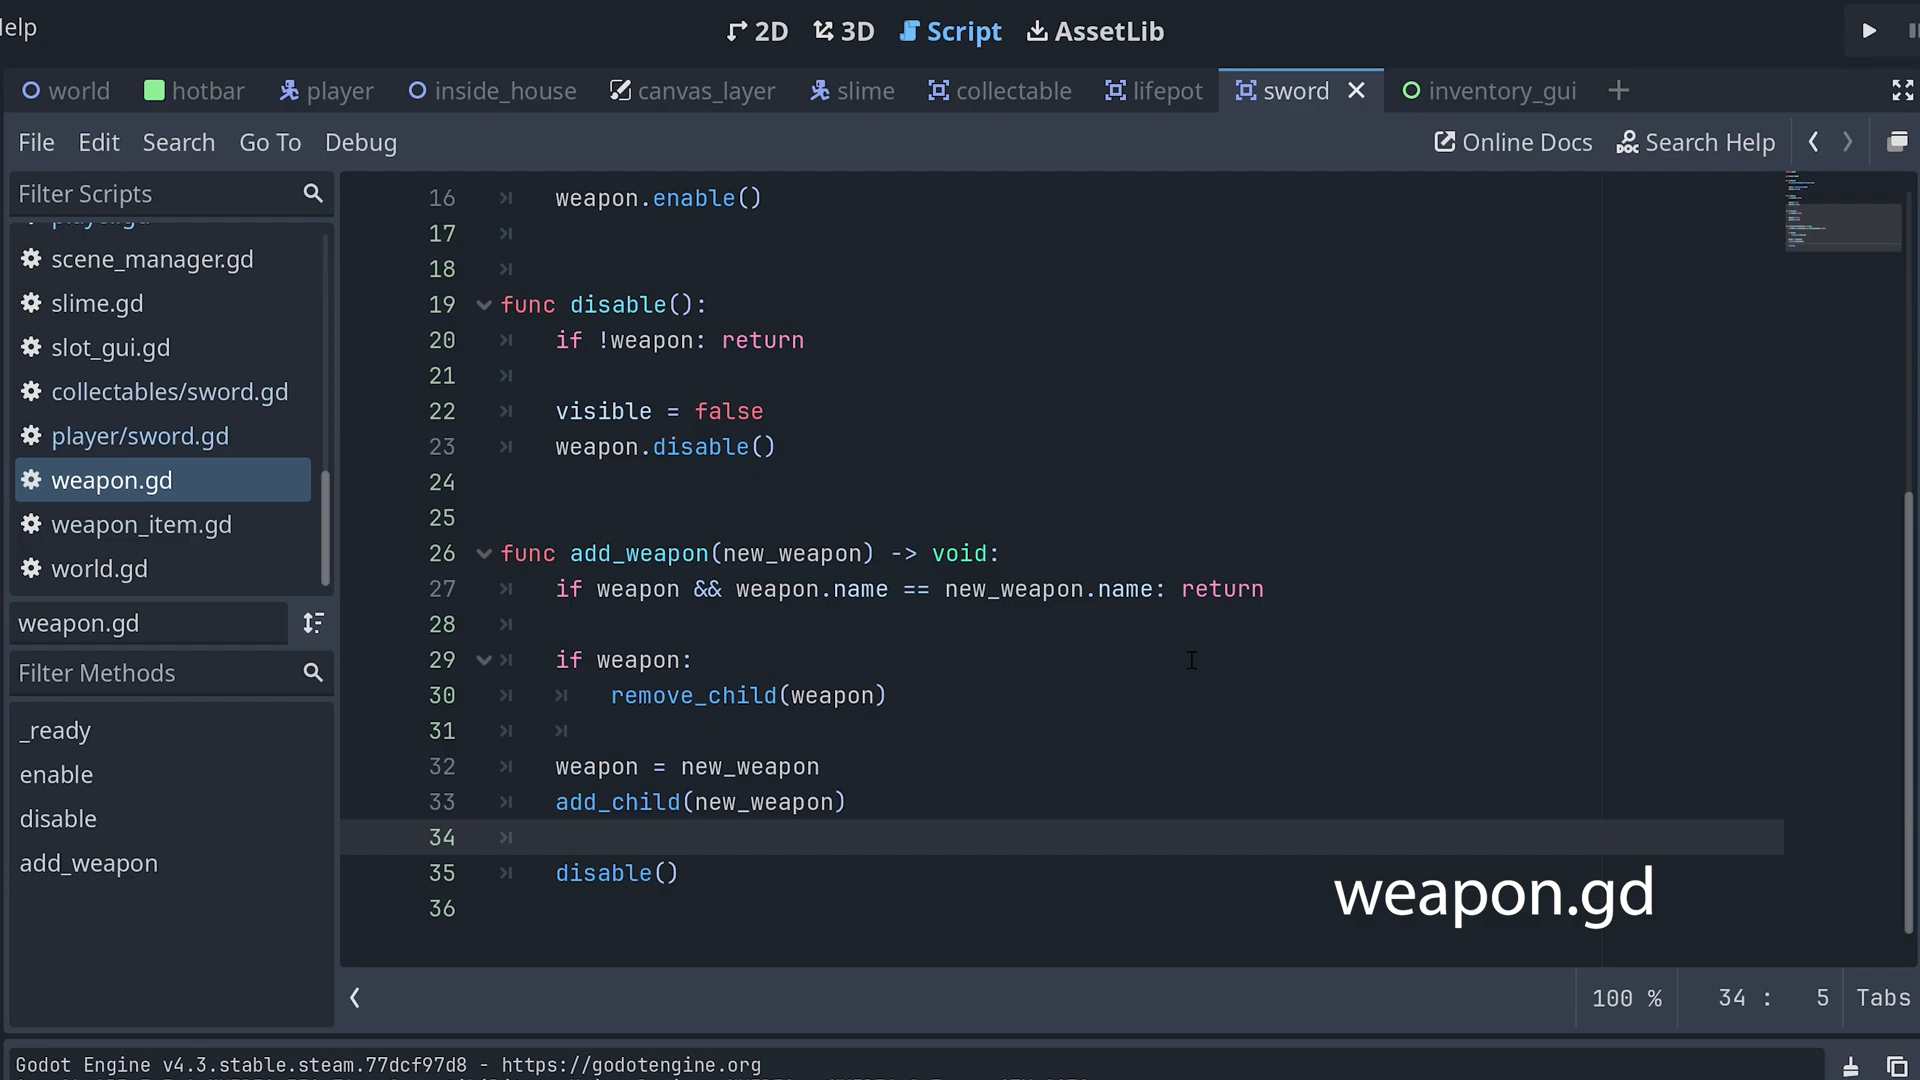 elp
2D 3D Script AssetLib
world hotbar player inside_house canvas_layer slime collectable lifepot sword inventory_gui
File Edit Search Go To Debug Online Docs Search Help
Filter Scripts
scene_manager.gd
slime.gd
slot_gui.gd
collectables/sword.gd
player/sword.gd
weapon.gd
weapon_item.gd
world.gd
weapon.gd
Filter Methods
_ready
enable
disable
add_weapon
16 weapon.enable()
17
18
19 func disable():
20 if !weapon: return
21
22 visible = false
23 weapon.disable()
24
25
26 func add_weapon(new_weapon) -> void:
27 if weapon && weapon.name == new_weapon.name: return
28
29 if weapon:
30 remove_child(weapon)
31
32 weapon = new_weapon
33 add_child(new_weapon)
34
35 disable()
36
weapon.gd
100 % 34 : 5 Tabs
Godot Engine v4.3.stable.steam.77dcf97d8 - https://godotengine.org